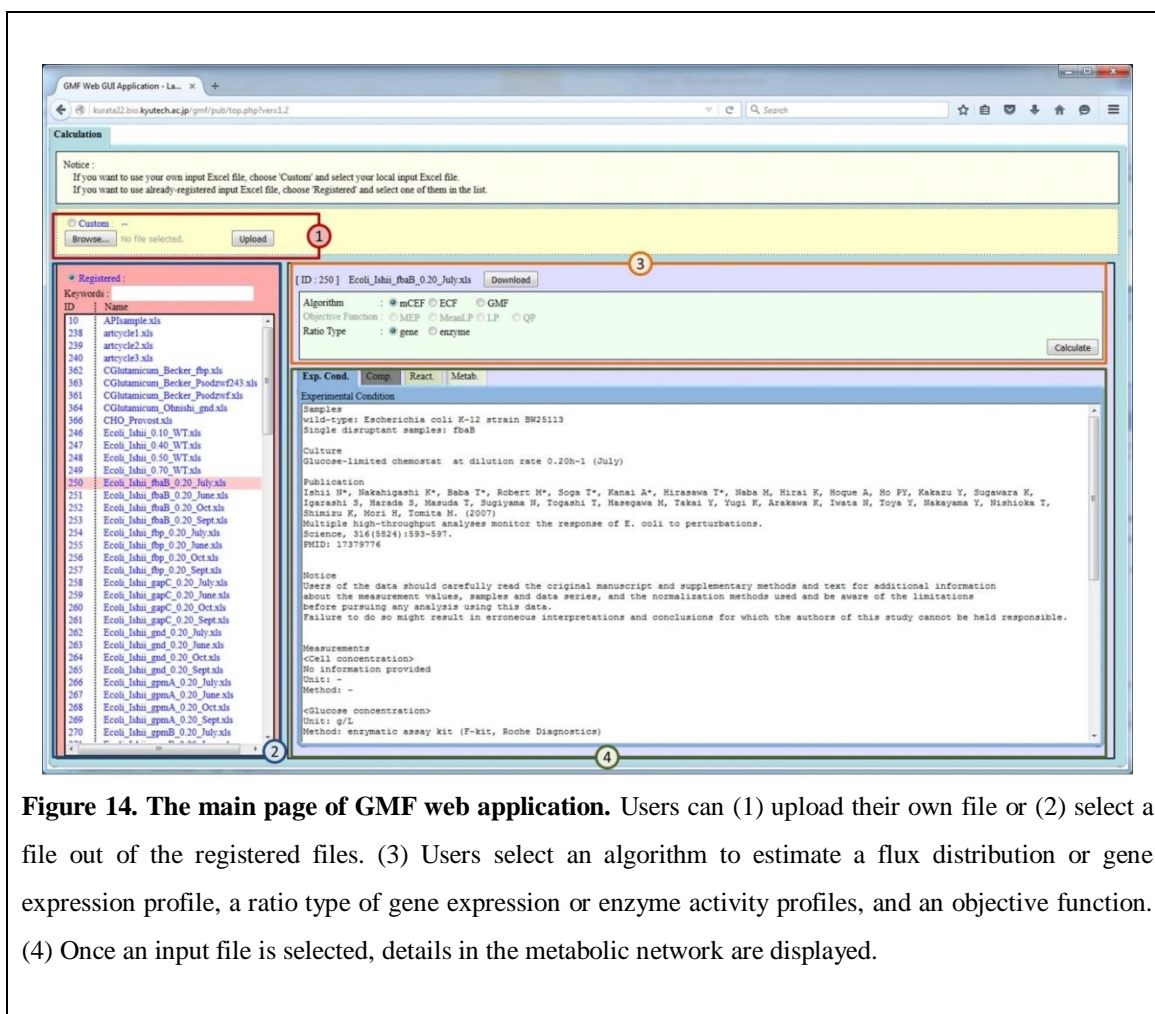 GMF Web GUI Application - La... × +
kurata22.bio.kyutech.ac.jp/gmf/pub/top.php?ver=1.2
Search
Calculation
Notice :
If you want to use your own input Excel file, choose 'Custom' and select your local input Excel file.
If you want to use already-registered input Excel file, choose 'Registered' and select one of them in the list.
Custom : --
Browse... No file selected. Upload
1
Registered :
Keywords :
ID Name
10 APIsample.xls
238 artcycle1.xls
239 artcycle2.xls
240 artcycle3.xls
362 CGlutamicum_Becker_fbp.xls
363 CGlutamicum_Becker_Psodzwf243.xls
361 CGlutamicum_Becker_Psodzwf.xls
364 CGlutamicum_Ohnishi_gnd.xls
366 CHO_Provost.xls
246 Ecoli_Ishii_0.10_WT.xls
247 Ecoli_Ishii_0.40_WT.xls
248 Ecoli_Ishii_0.50_WT.xls
249 Ecoli_Ishii_0.70_WT.xls
250 Ecoli_Ishii_fbaB_0.20_July.xls
251 Ecoli_Ishii_fbaB_0.20_June.xls
252 Ecoli_Ishii_fbaB_0.20_Oct.xls
253 Ecoli_Ishii_fbaB_0.20_Sept.xls
254 Ecoli_Ishii_fbp_0.20_July.xls
255 Ecoli_Ishii_fbp_0.20_June.xls
256 Ecoli_Ishii_fbp_0.20_Oct.xls
257 Ecoli_Ishii_fbp_0.20_Sept.xls
258 Ecoli_Ishii_gapC_0.20_July.xls
259 Ecoli_Ishii_gapC_0.20_June.xls
260 Ecoli_Ishii_gapC_0.20_Oct.xls
261 Ecoli_Ishii_gapC_0.20_Sept.xls
262 Ecoli_Ishii_gnd_0.20_July.xls
263 Ecoli_Ishii_gnd_0.20_June.xls
264 Ecoli_Ishii_gnd_0.20_Oct.xls
265 Ecoli_Ishii_gnd_0.20_Sept.xls
266 Ecoli_Ishii_gpmA_0.20_July.xls
267 Ecoli_Ishii_gpmA_0.20_June.xls
268 Ecoli_Ishii_gpmA_0.20_Oct.xls
269 Ecoli_Ishii_gpmA_0.20_Sept.xls
270 Ecoli_Ishii_gpmB_0.20_July.xls
2
3
[ ID : 250 ] Ecoli_Ishii_fbaB_0.20_July.xls Download
Algorithm : mCEF ECF GMF
Objective Function : MEP MeanLP LP QP
Ratio Type : gene enzyme
Calculate
Exp. Cond. Comp. React. Metab.
Experimental Condition
Samples
wild-type: Escherichia coli K-12 strain BW25113
Single disruptant samples: fbaB
Culture
Glucose-limited chemostat at dilution rate 0.20h-1 (July)
Publication
Ishii N*, Nakahigashi K*, Baba T*, Robert M*, Soga T*, Kanai A*, Hirasawa T*, Naba M, Hirai K, Hoque A, Ho PY, Kakazu Y, Sugawara K,
Igarashi S, Harada S, Masuda T, Sugiyama N, Togashi T, Hasegawa M, Takai Y, Yugi K, Arakawa K, Iwata N, Toya Y, Nakayama Y, Nishioka T,
Shimizu K, Mori H, Tomita M. (2007)
Multiple high-throughput analyses monitor the response of E. coli to perturbations.
Science, 316(5824):593-597.
PMID: 17379776
Notice
Users of the data should carefully read the original manuscript and supplementary methods and text for additional information
about the measurement values, samples and data series, and the normalization methods used and be aware of the limitations
before pursuing any analysis using this data.
Failure to do so might result in erroneous interpretations and conclusions for which the authors of this study cannot be held responsible.
Measurements
<Cell concentration>
No information provided
Unit: -
Method: -
<Glucose concentration>
Unit: g/L
Method: enzymatic assay kit (F-kit, Roche Diagnostics)
4
Figure 14. The main page of GMF web application. Users can (1) upload their own file or (2) select a
file out of the registered files. (3) Users select an algorithm to estimate a flux distribution or gene
expression profile, a ratio type of gene expression or enzyme activity profiles, and an objective function.
(4) Once an input file is selected, details in the metabolic network are displayed.